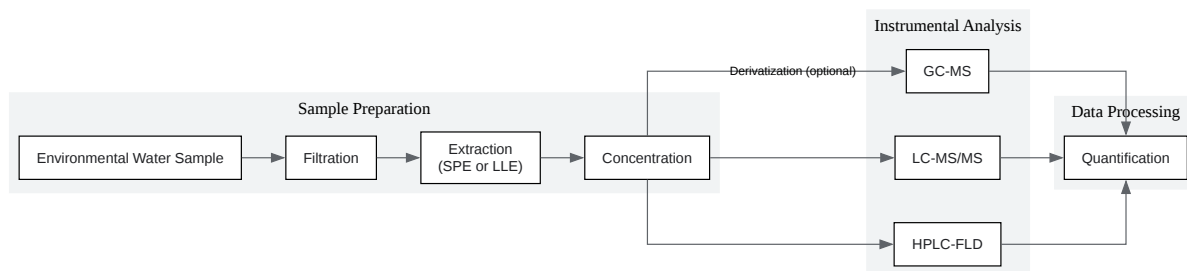 Instrumental Analysis
Derivatization (optional)
GC-MS
Sample Preparation
Data Processing
Environmental Water Sample
Filtration
Extraction
(SPE or LLE)
Concentration
LC-MS/MS
Quantification
HPLC-FLD